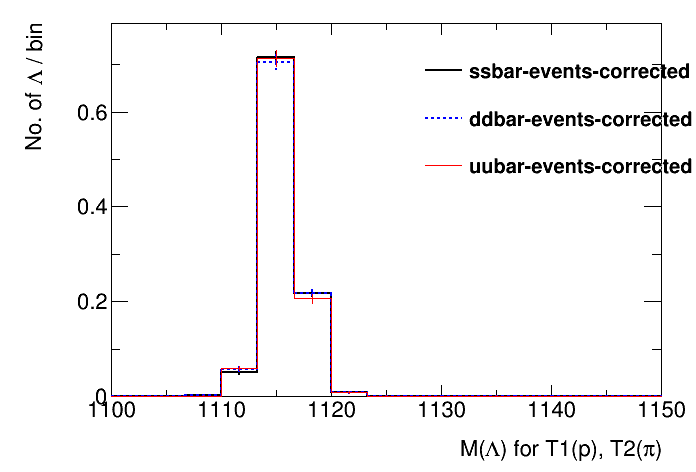 No. of Λ / bin
ssbar-events-corrected
ddbar-events-corrected
uubar-events-corrected
0.6
0.4
0.2
0
1100 1110 1120 1130 1140 1150
M(Λ) for T1(p), T2(π)